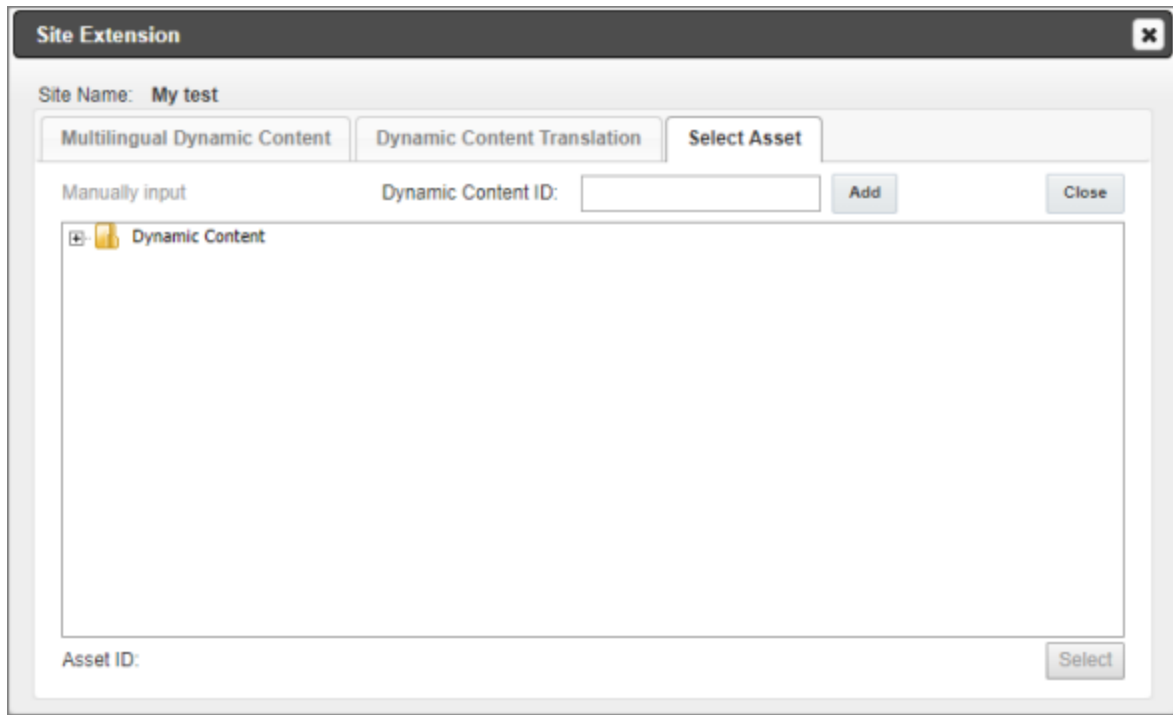 Site Extension
Site Name: My test
Multilingual Dynamic Content Dynamic Content Translation Select Asset
Manually input Dynamic Content ID: Add Close
Dynamic Content
Asset ID: Select